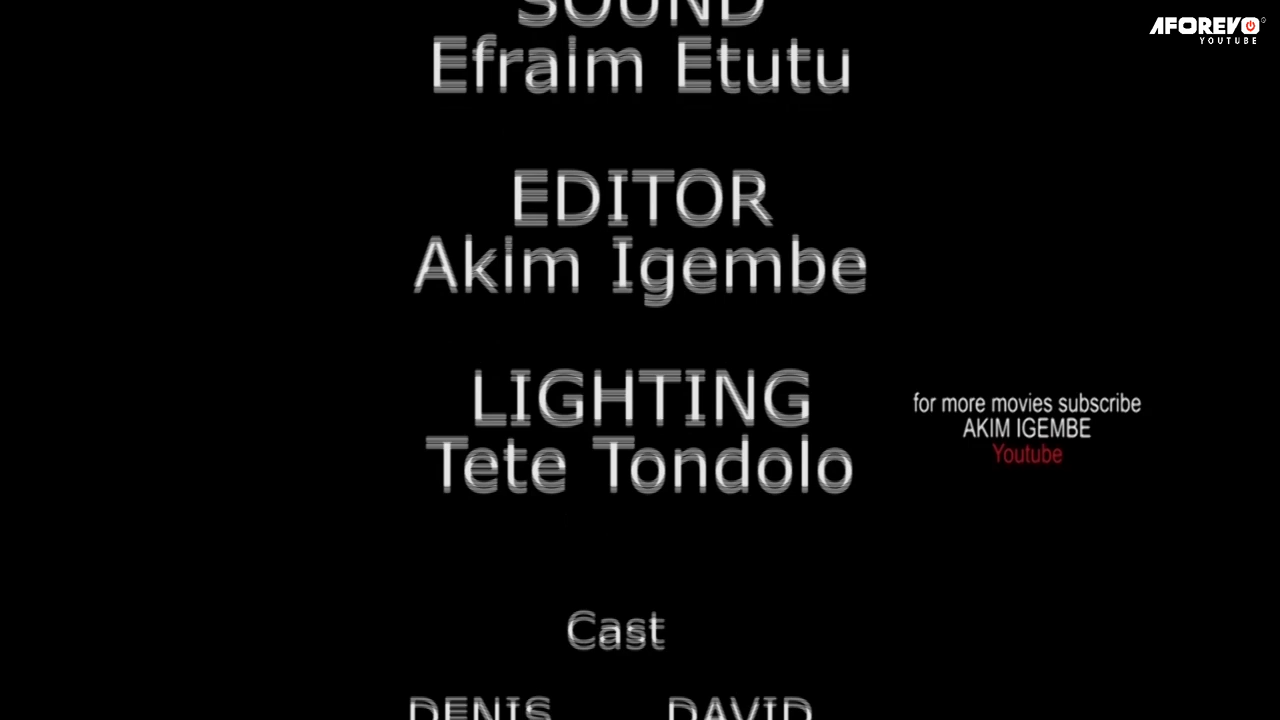 AFOREVO
YOUTUBE
SOUND
Efraim Etutu
EDITOR
Akim Igembe
LIGHTING
Tete Tondolo
for more movies subscribe
AKIM IGEMBE
Youtube
Cast
DENIS DAVID